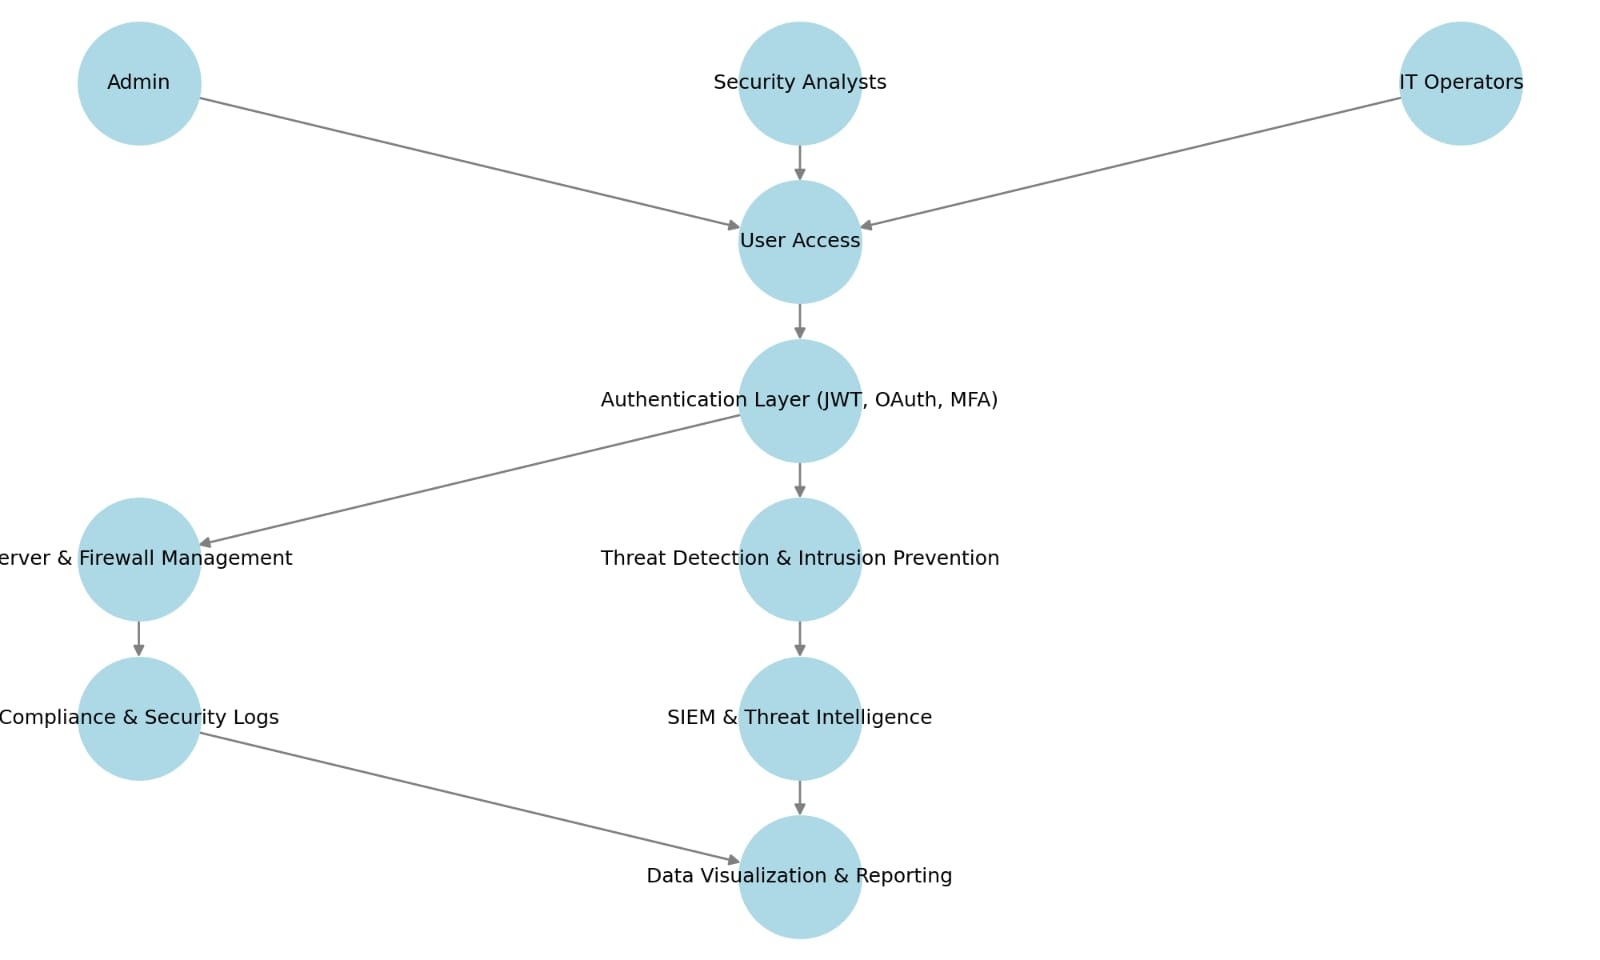 Admin
Security Analysts
IT Operators
User Access
Authentication Layer (JWT, OAuth, MFA)
erver & Firewall Management
Threat Detection & Intrusion Prevention
Compliance & Security Logs
SIEM & Threat Intelligence
Data Visualization & Reporting